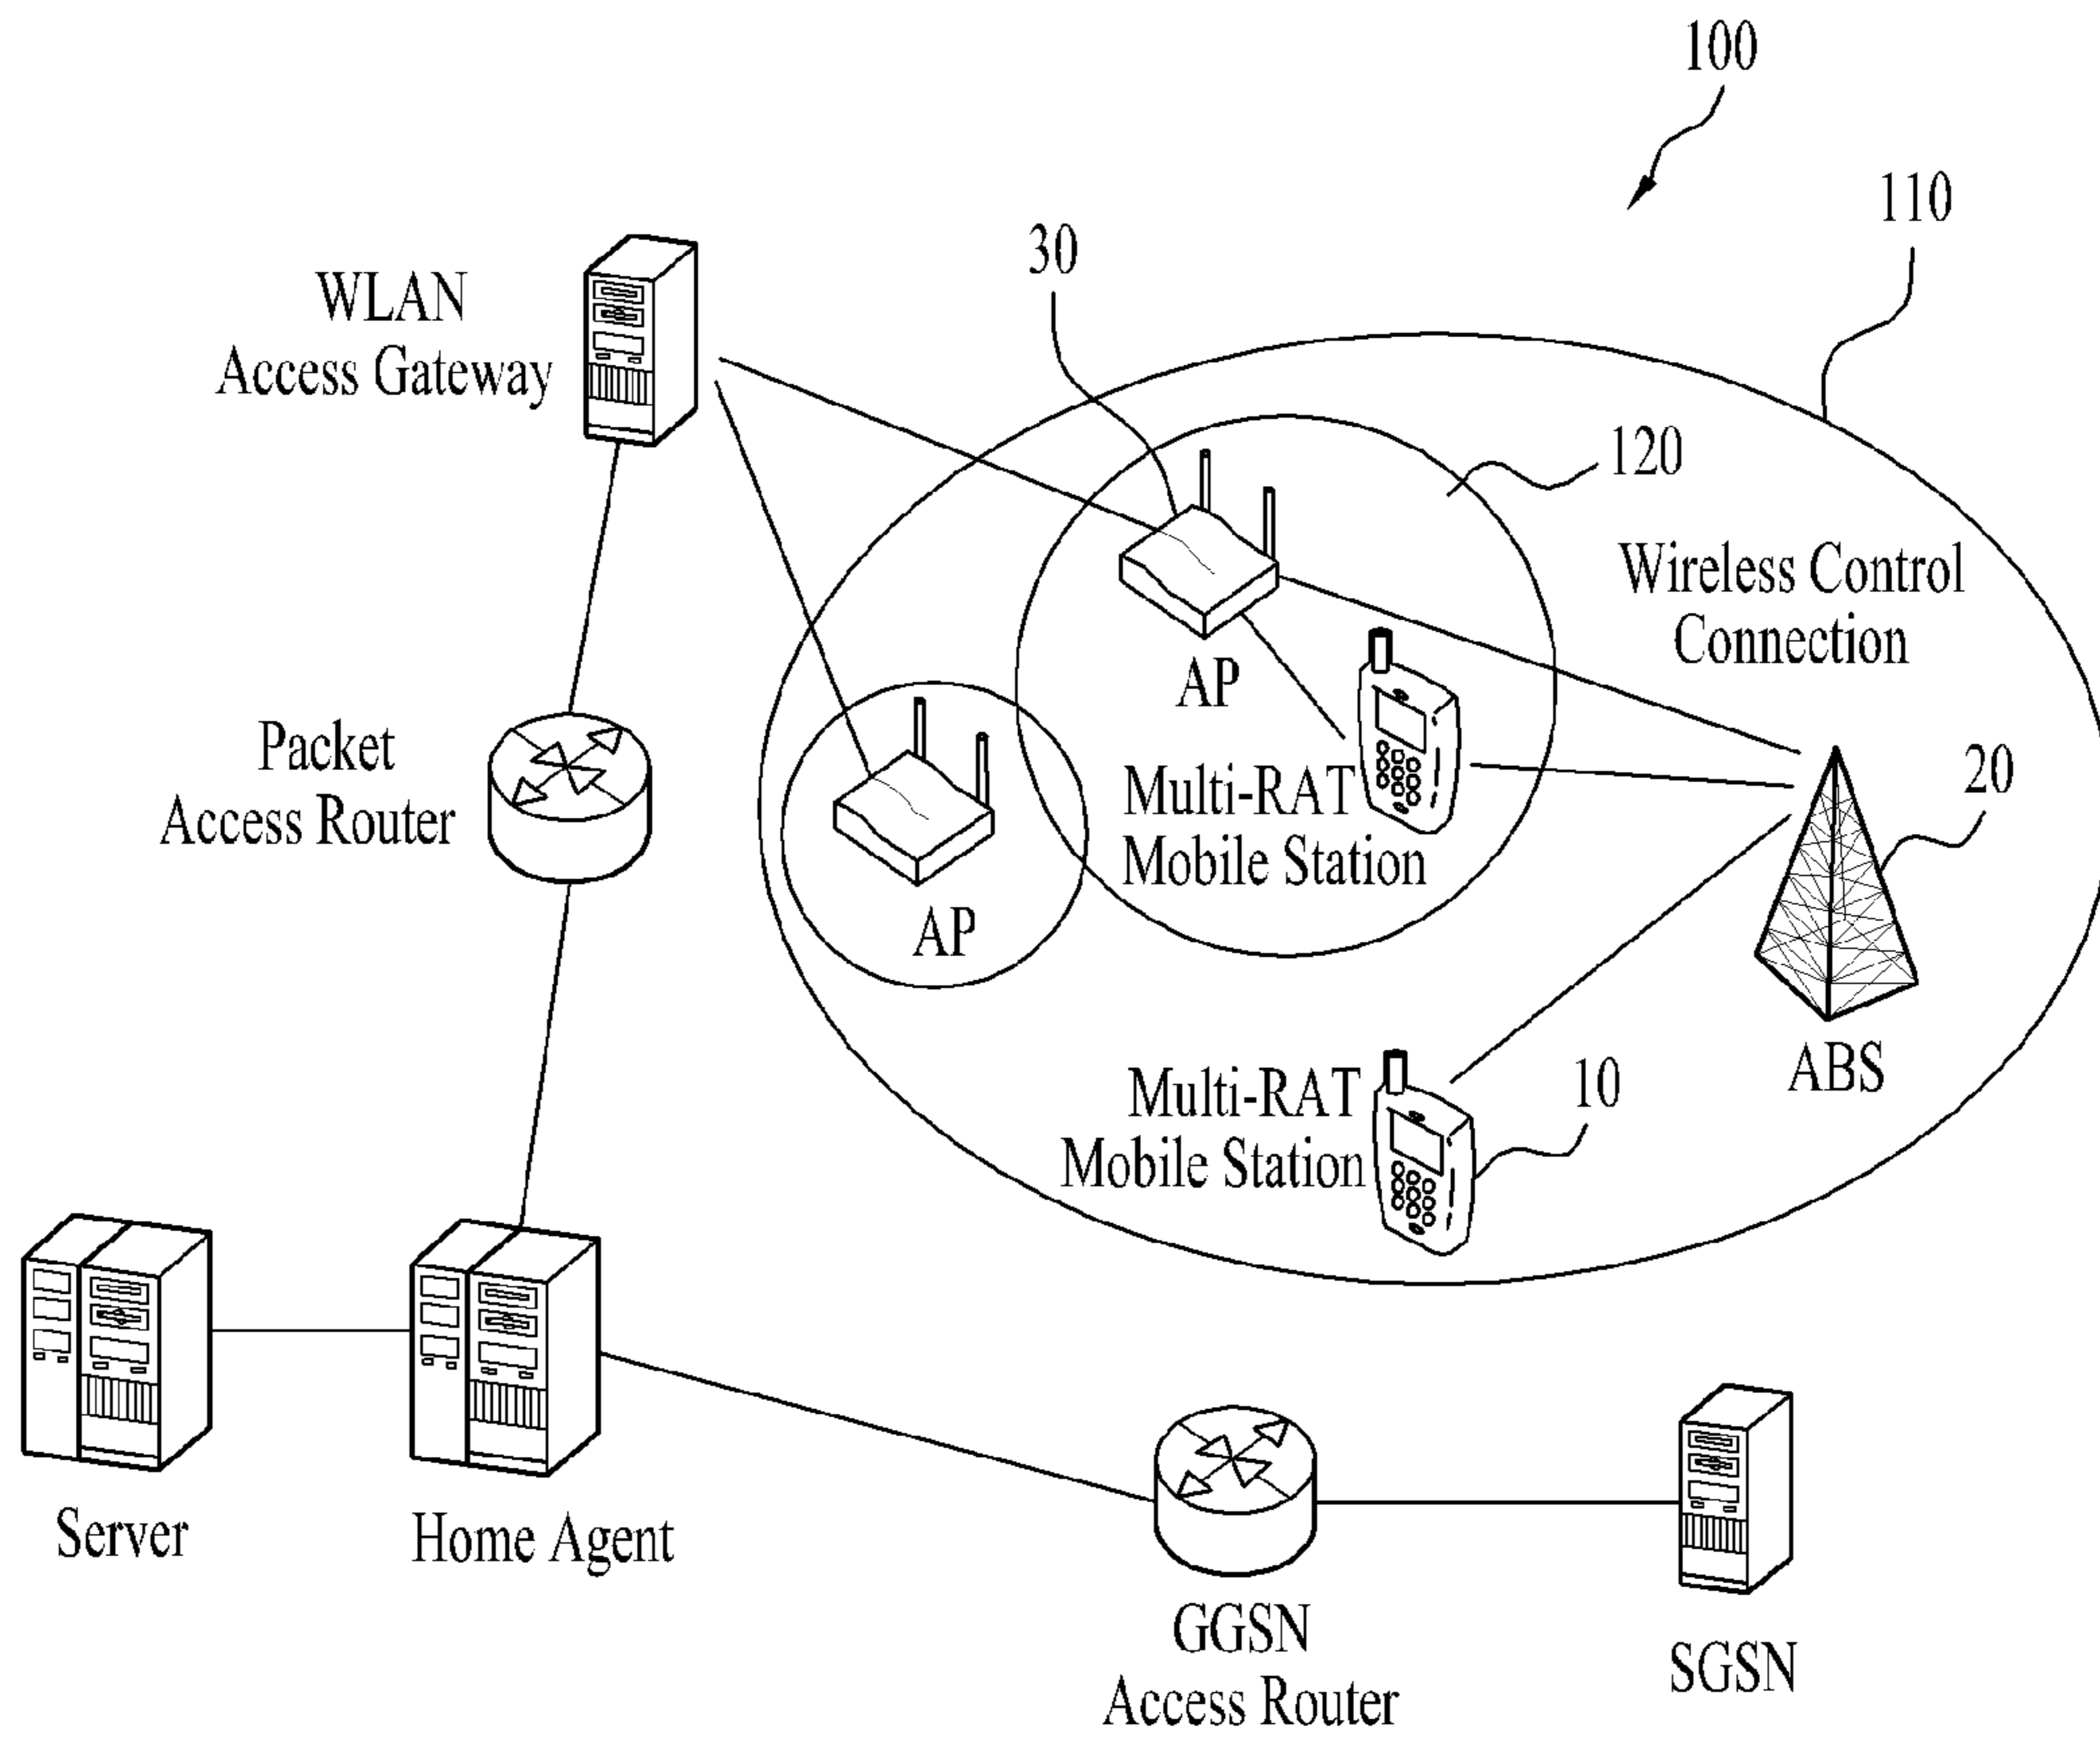 100
110
30
WLAN
Access Gateway
120
Wireless Control
Connection
AP
Packet
Access Router
Multi-RAT
Mobile Station
20
AP
ABS
Multi-RAT
Mobile Station
10
Server
Home Agent
GGSN
Access Router
SGSN